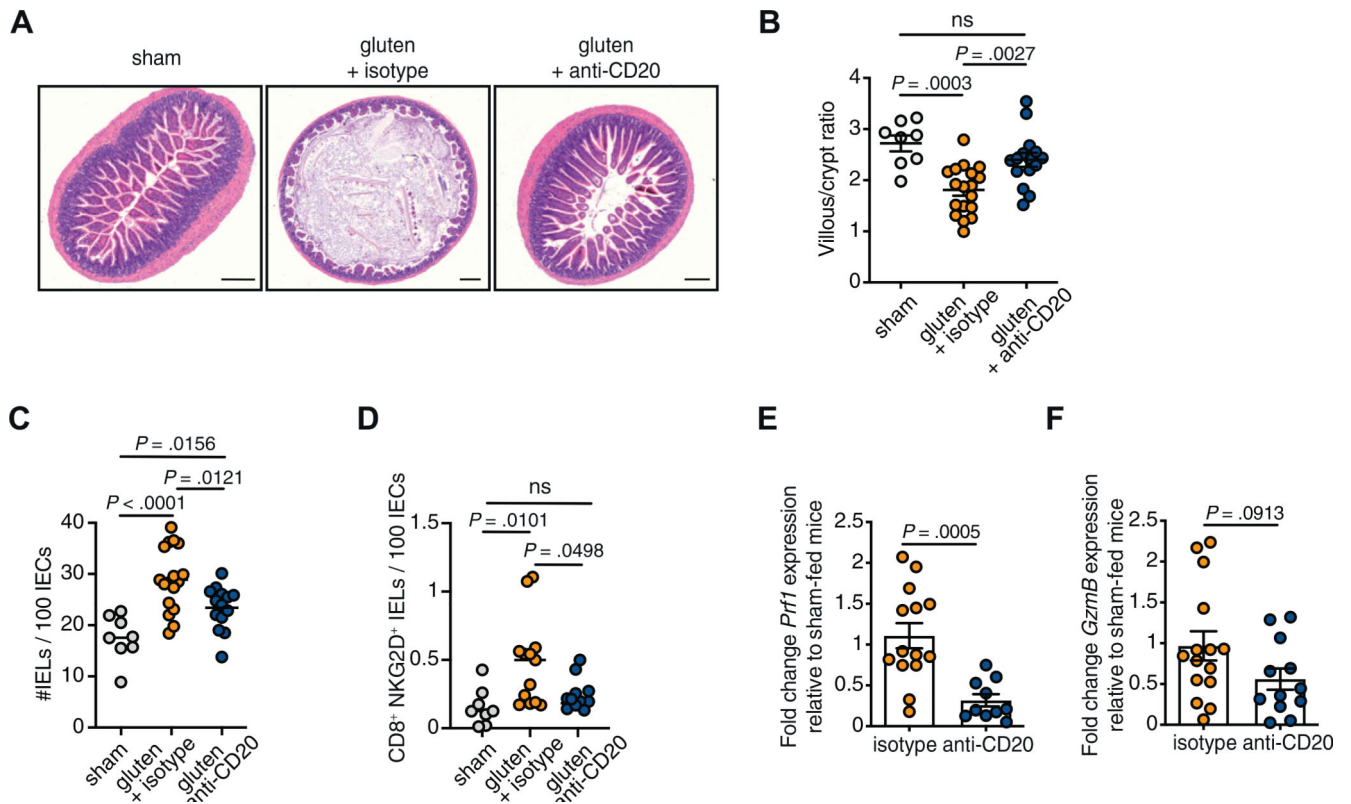 A
sham
gluten
+ isotype
gluten
+ anti-CD20
B
ns
P = .0027
P = .0003
Villous/crypt ratio
4
3
2
1
0
sham
gluten
+ isotype
gluten
+ anti-CD20
C
P = .0156
P = .0121
P < .0001
#IELs / 100 IECs
40
30
20
10
0
sham
gluten
+ isotype
gluten
anti-CD20
D
ns
P = .0101
P = .0498
CD8⁺ NKG2D⁺ IELs / 100 IECs
1.5
1
0.5
0
sham
gluten
+ isotype
gluten
anti-CD20
E
P = .0005
Fold change Prf1 expression
relative to sham-fed mice
2.5
2
1.5
1
0.5
0
isotype anti-CD20
F
P = .0913
Fold change GzmB expression
relative to sham-fed mice
2.5
2
1.5
1
0.5
0
isotype anti-CD20